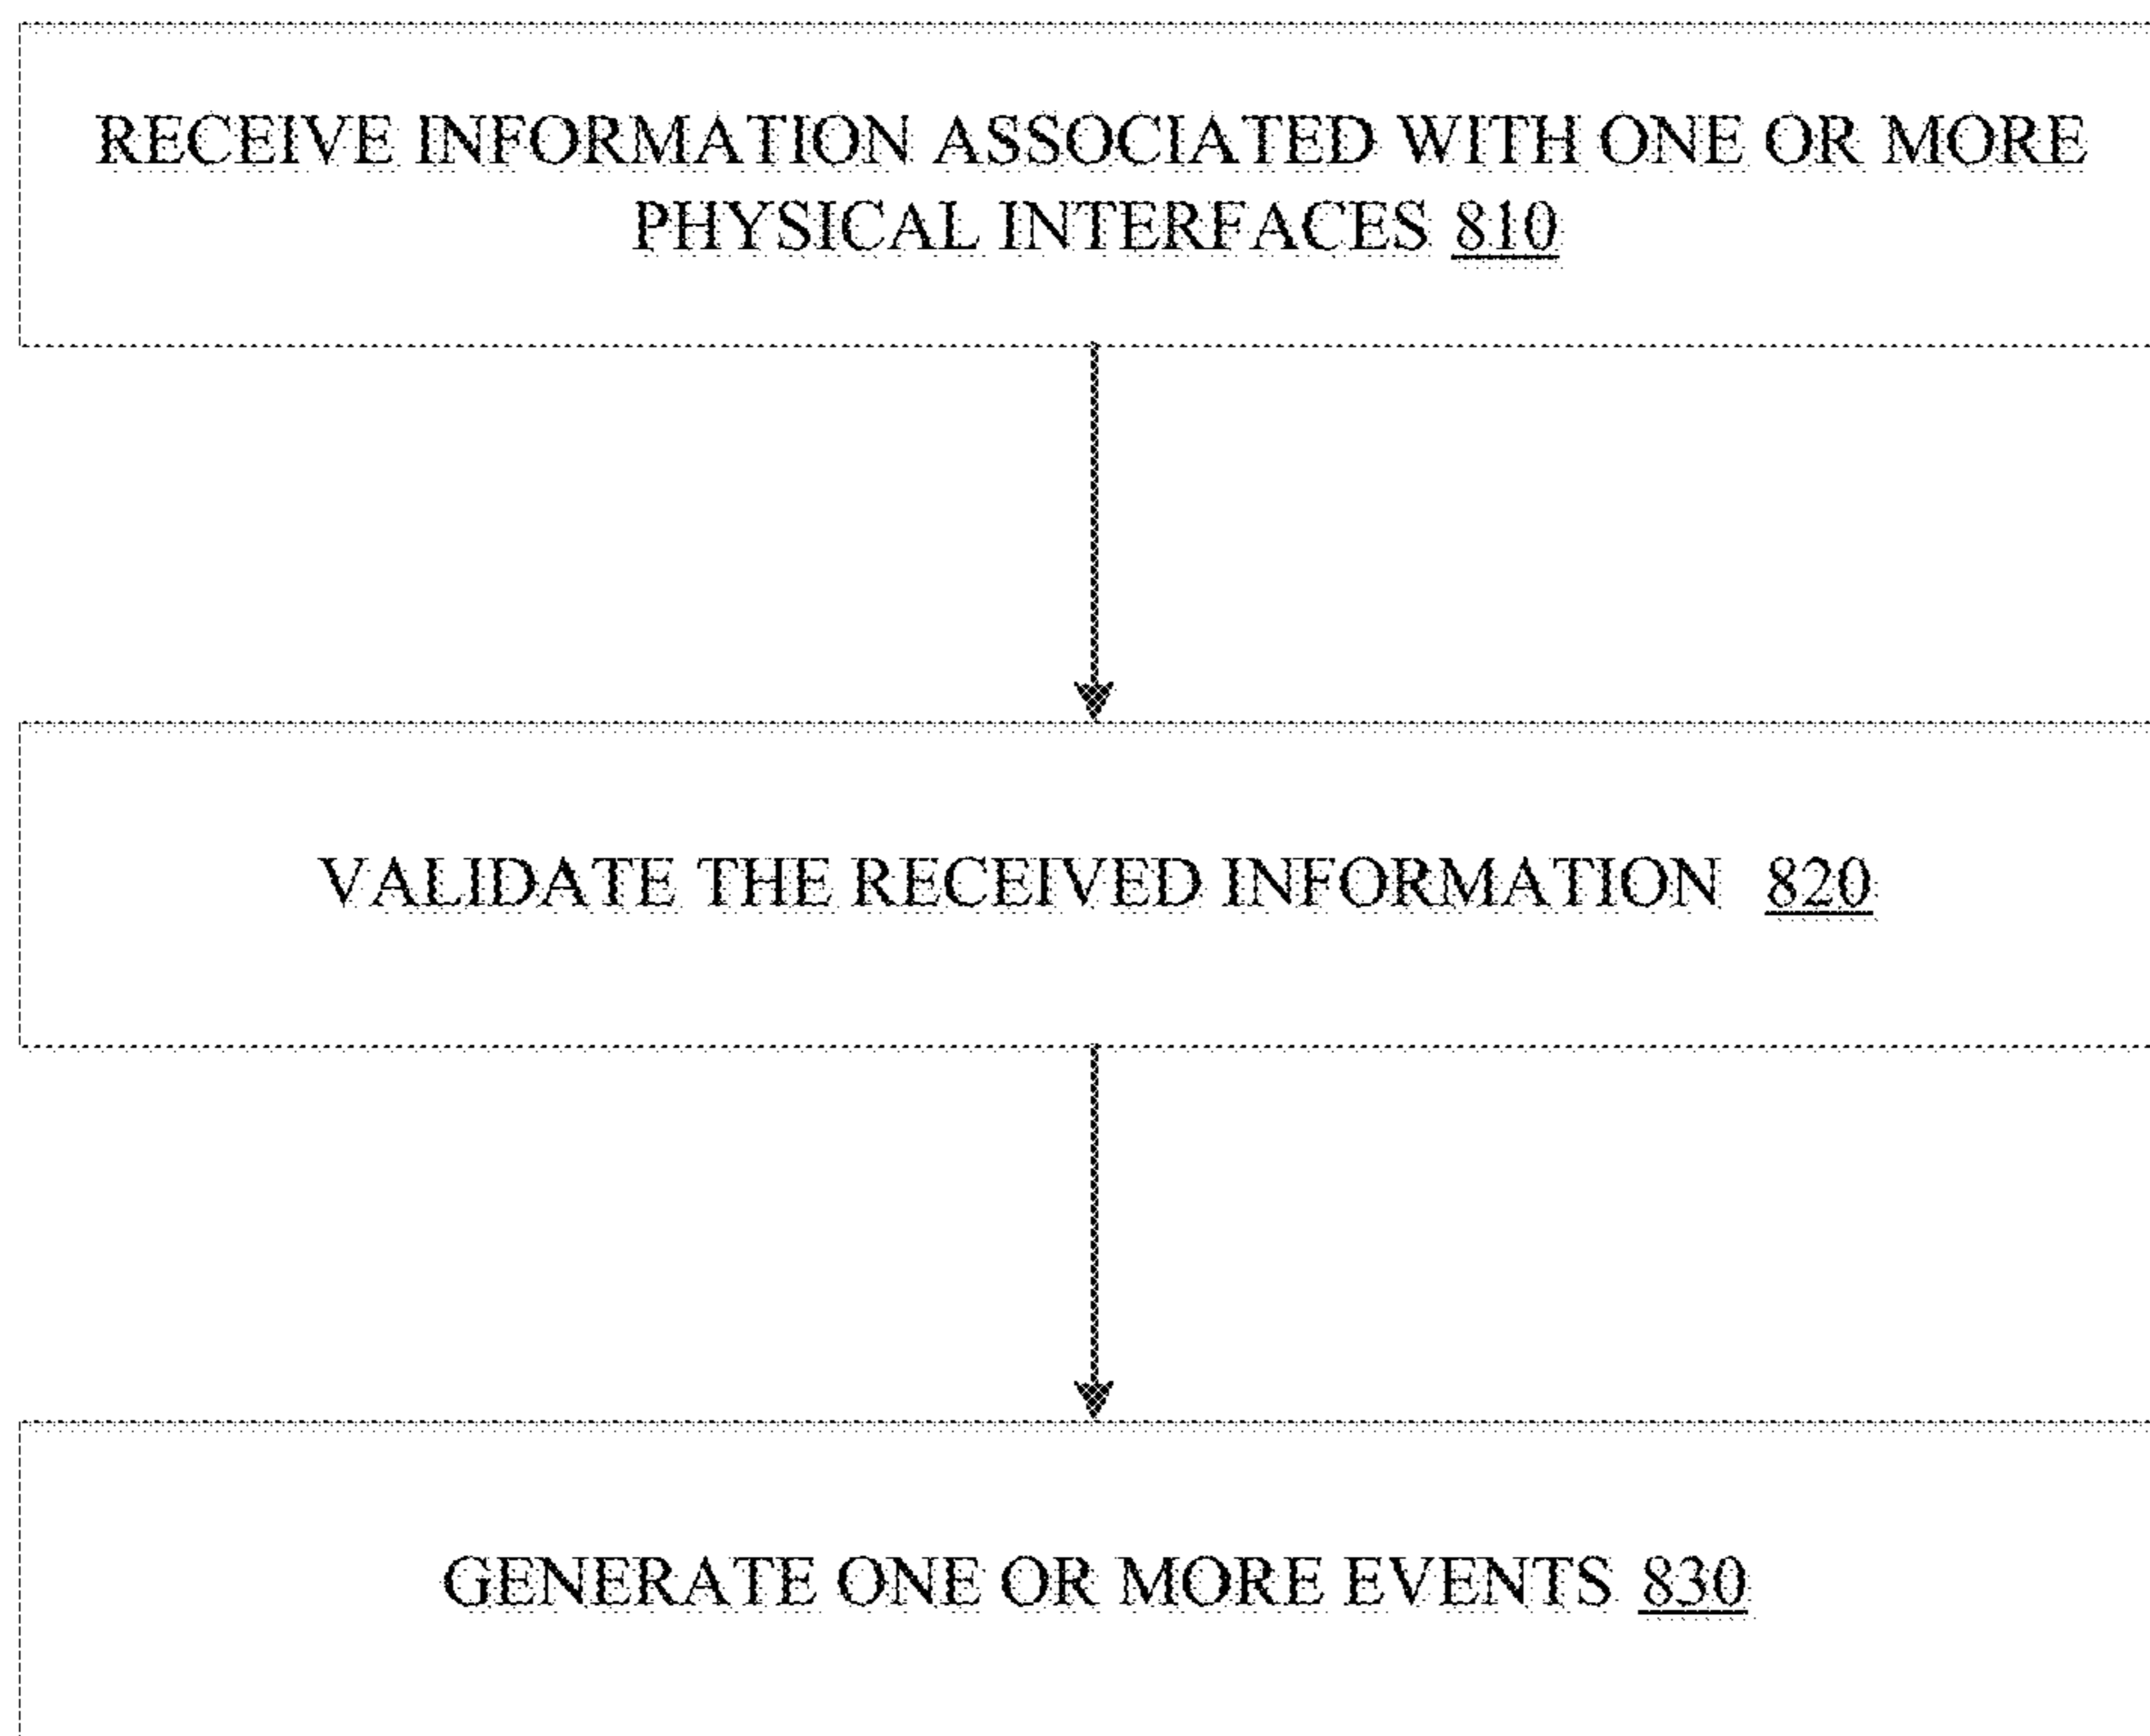 RECEIVE INFORMATION ASSOCIATED WITH ONE OR MORE
PHYSICAL INTERFACES 810
VALIDATE THE RECEIVED INFORMATION 820
GENERATE ONE OR MORE EVENTS 830